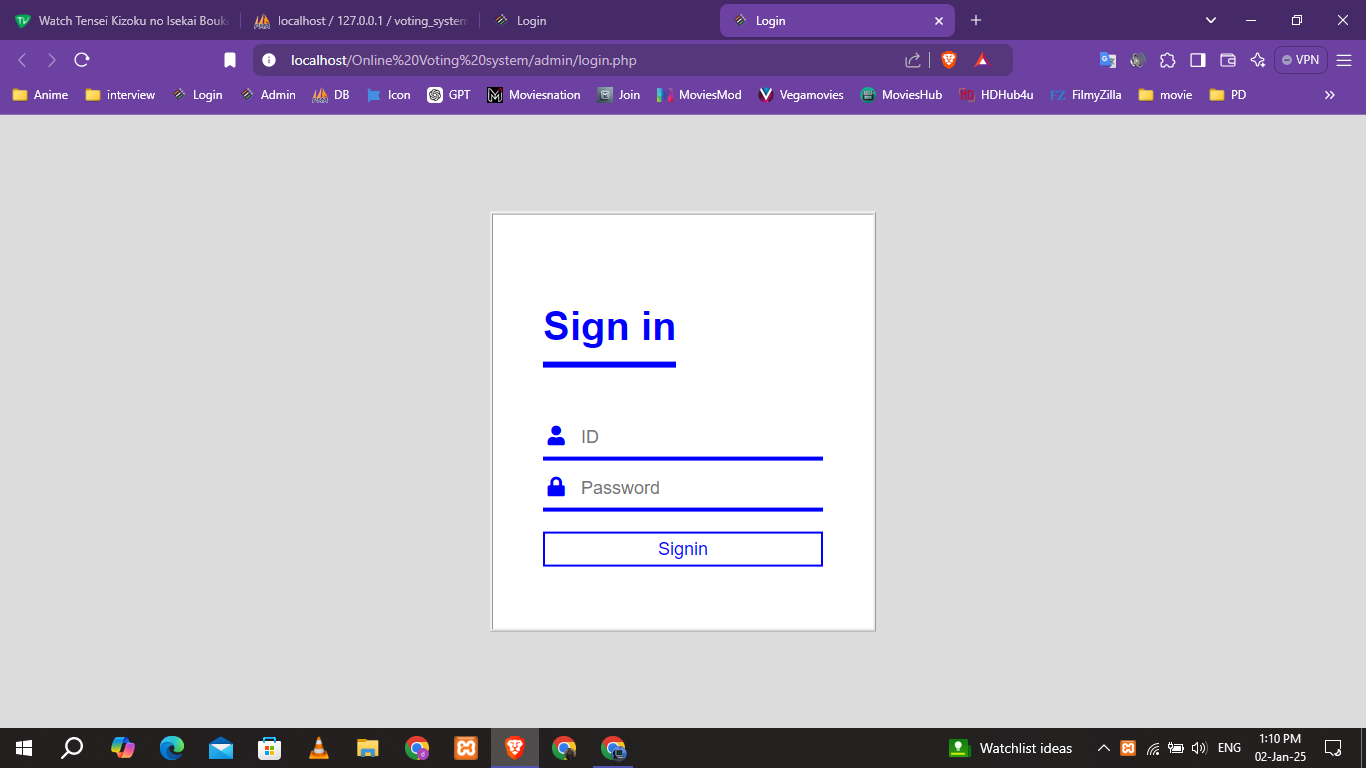 Watch Tensei Kizoku no Isekai Bouk
localhost / 127.0.0.1 / voting_system
Login
Login
localhost/Online%20Voting%20system/admin/login.php
VPN
Anime
interview
Login
Admin
DB
Icon
GPT
Moviesnation
Join
MoviesMod
Vegamovies
MoviesHub
HDHub4u
FilmyZilla
movie
PD
Sign in
ID
Password
Signin
Watchlist ideas
ENG
1:10 PM
02-Jan-25